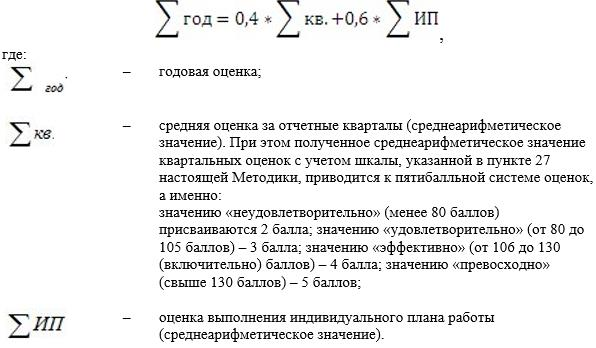 ∑ год = 0,4 * ∑ кв. +0,6 * ∑ ИП ,
где:
∑ год. – годовая оценка;
∑ кв. – средняя оценка за отчетные кварталы (среднеарифметическое
значение). При этом полученное среднеарифметическое значение
квартальных оценок с учетом шкалы, указанной в пункте 27
настоящей Методики, приводится к пятибалльной системе оценок,
а именно:
значению «неудовлетворительно» (менее 80 баллов)
присваиваются 2 балла; значению «удовлетворительно» (от 80 до
105 баллов) – 3 балла; значению «эффективно» (от 106 до 130
(включительно) баллов) – 4 балла; значению «превосходно»
(свыше 130 баллов) – 5 баллов;
∑ ИП – оценка выполнения индивидуального плана работы
(среднеарифметическое значение).